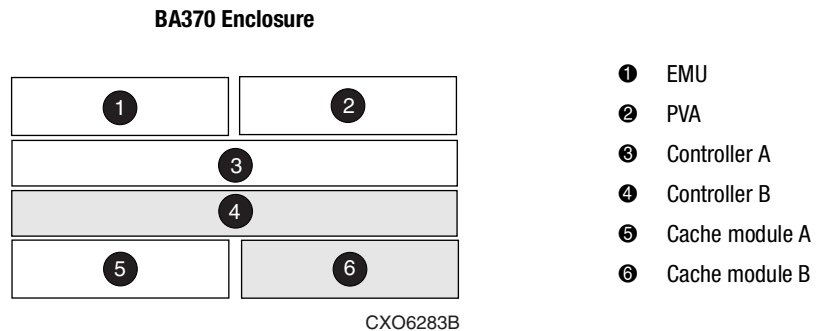 BA370 Enclosure
1
2
3
4
5
6
CXO6283B
❶ EMU
❷ PVA
❸ Controller A
❹ Controller B
❺ Cache module A
❻ Cache module B